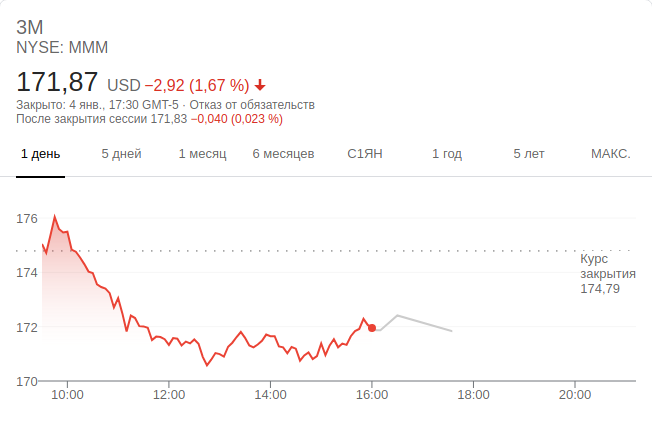 3M
NYSE: MMM
171,87 USD −2,92 (1,67 %)
Закрыто: 4 янв., 17:30 GMT-5 · Отказ от обязательств
После закрытия сессии 171,83 −0,040 (0,023 %)
1 день 5 дней 1 месяц 6 месяцев С1ЯН 1 год 5 лет МАКС.
176
Курс
закрытия
174,79
174
172
170
10:00 12:00 14:00 16:00 18:00 20:00